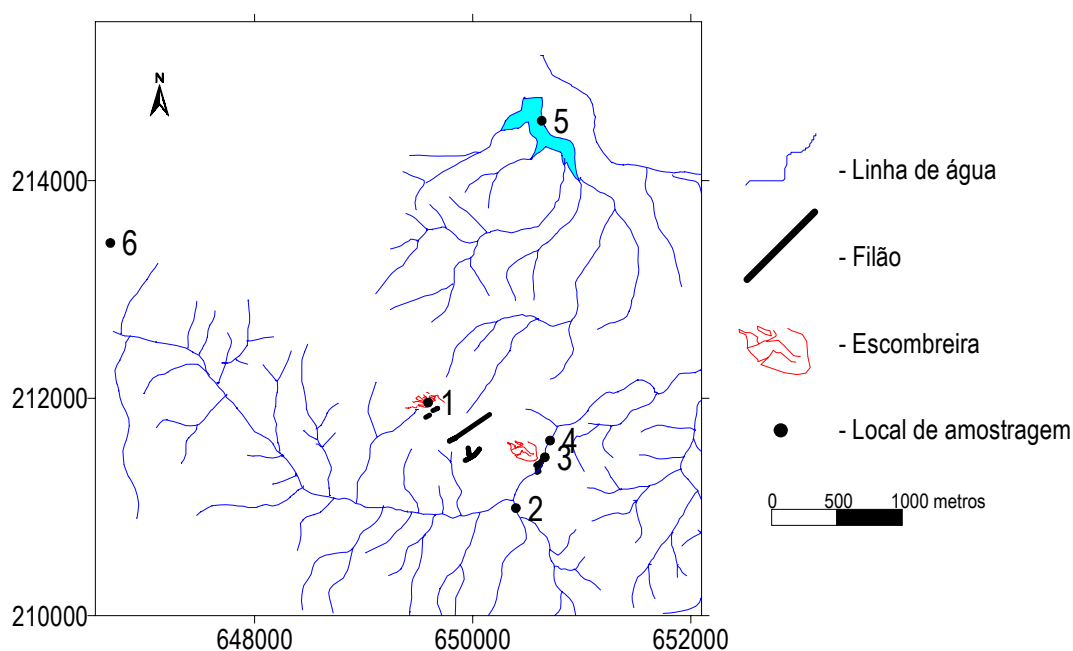 N
5
214000
6
212000
1
4
3
2
210000
648000
650000
652000
- Linha de água
- Filão
- Escombreira
- Local de amostragem
0 500 1000 metros